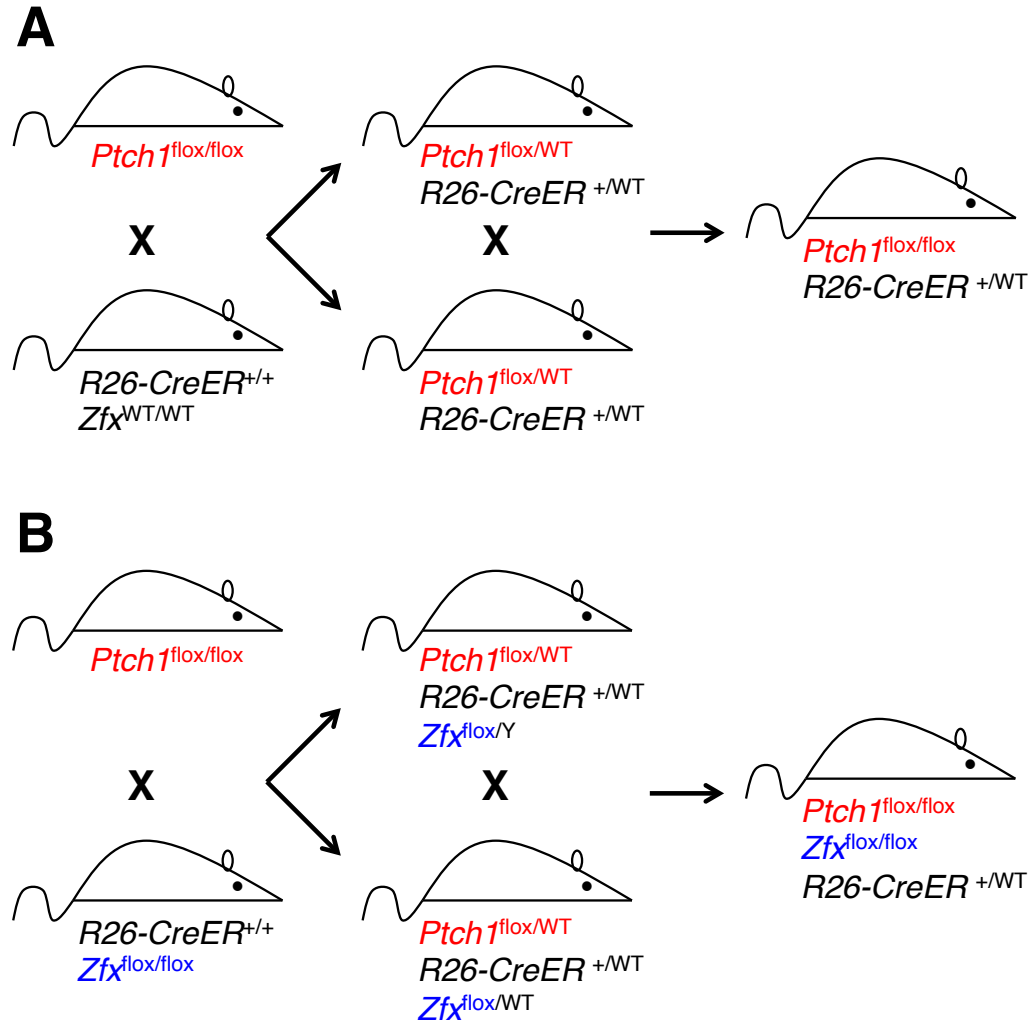 A
Ptch1flox/flox
X
R26-CreER+/+
ZfxWT/WT
Ptch1flox/WT
R26-CreER +/WT
X
Ptch1flox/WT
R26-CreER +/WT
Ptch1flox/flox
R26-CreER +/WT
B
Ptch1flox/flox
X
R26-CreER+/+
Zfxflox/flox
Ptch1flox/WT
R26-CreER +/WT
Zfxflox/Y
X
Ptch1flox/WT
R26-CreER +/WT
Zfxflox/WT
Ptch1flox/flox
Zfxflox/flox
R26-CreER +/WT